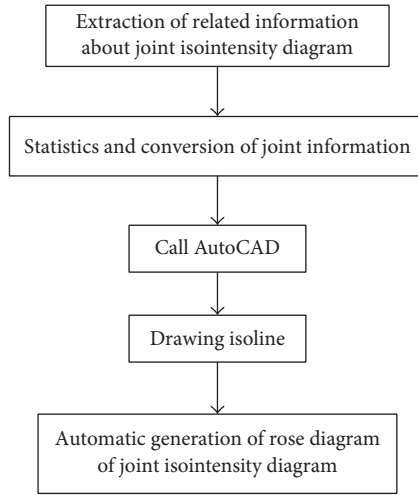 Extraction of related information
about joint isointensity diagram
Statistics and conversion of joint information
Call AutoCAD
Drawing isoline
Automatic generation of rose diagram
of joint isointensity diagram